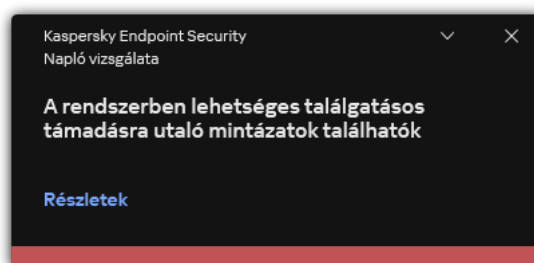 Kaspersky Endpoint Security
Napló vizsgálata
A rendszerben lehetséges találgatásos
támadásra utaló mintázatok találhatók
Részletek